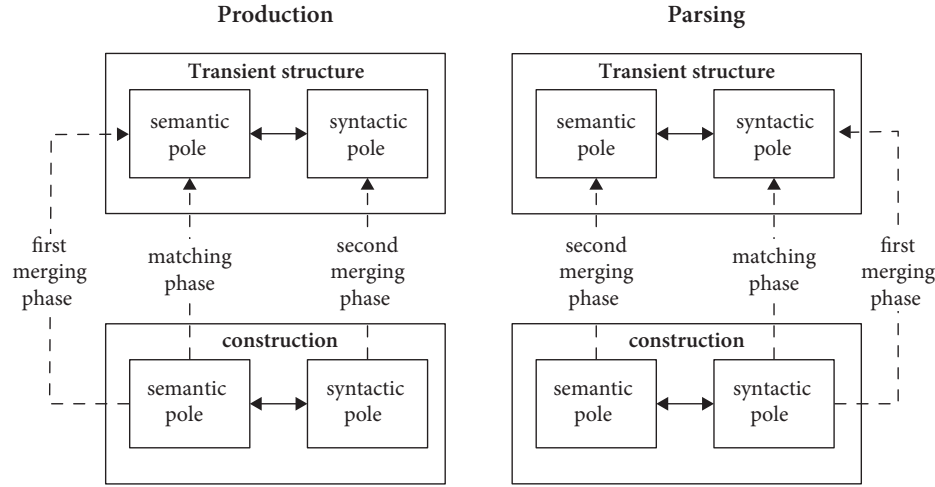 Production
Transient structure
semantic
pole
syntactic
pole
first
merging
phase
matching
phase
second
merging
phase
construction
semantic
pole
syntactic
pole
Parsing
Transient structure
semantic
pole
syntactic
pole
second
merging
phase
matching
phase
first
merging
phase
construction
semantic
pole
syntactic
pole